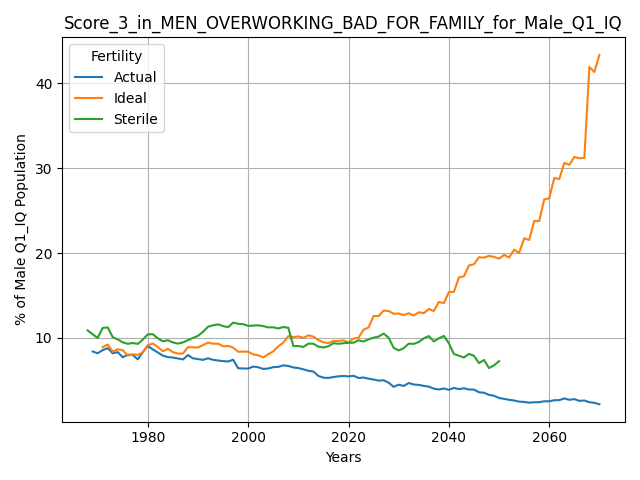 Score_3_in_MEN_OVERWORKING_BAD_FOR_FAMILY_for_Male_Q1_IQ
Fertility
Actual
Ideal
Sterile
% of Male Q1_IQ Population
40
30
20
10
1980
2000
2020
2040
2060
Years